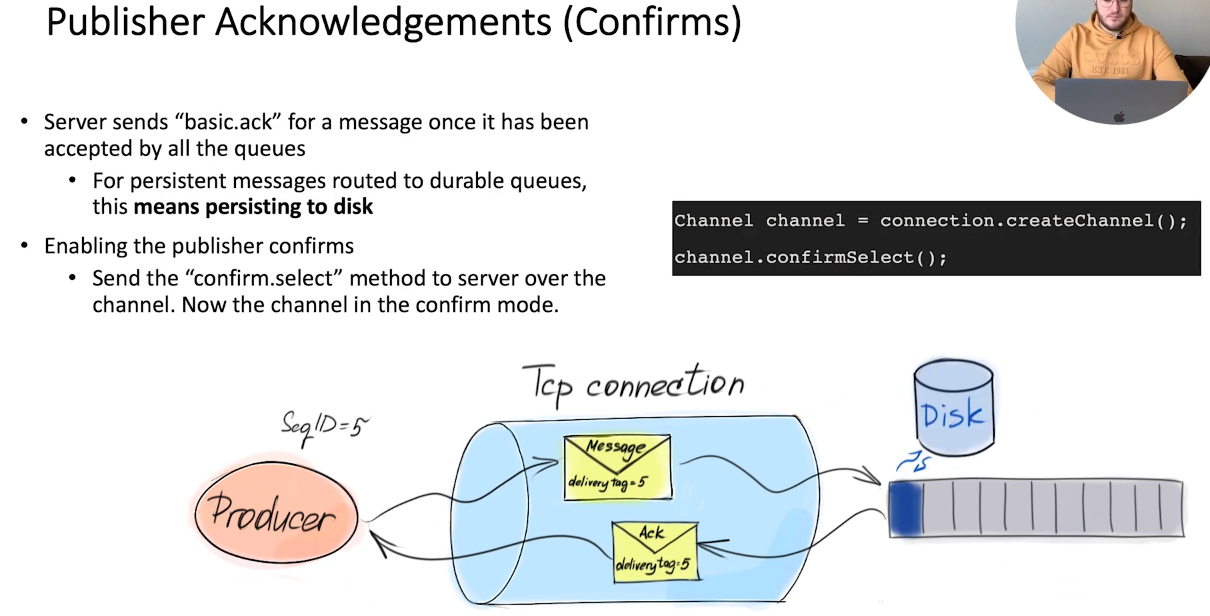 Publisher Acknowledgements (Confirms)
• Server sends “basic.ack” for a message once it has been
accepted by all the queues
• For persistent messages routed to durable queues,
this means persisting to disk
• Enabling the publisher confirms
• Send the “confirm.select” method to server over the
channel. Now the channel in the confirm mode.
Channel channel = connection.createChannel();
channel.confirmSelect();
Tcp connection
SeqID=5
Producer
Message
delivery tag=5
Ack
delivery tag=5
Disk